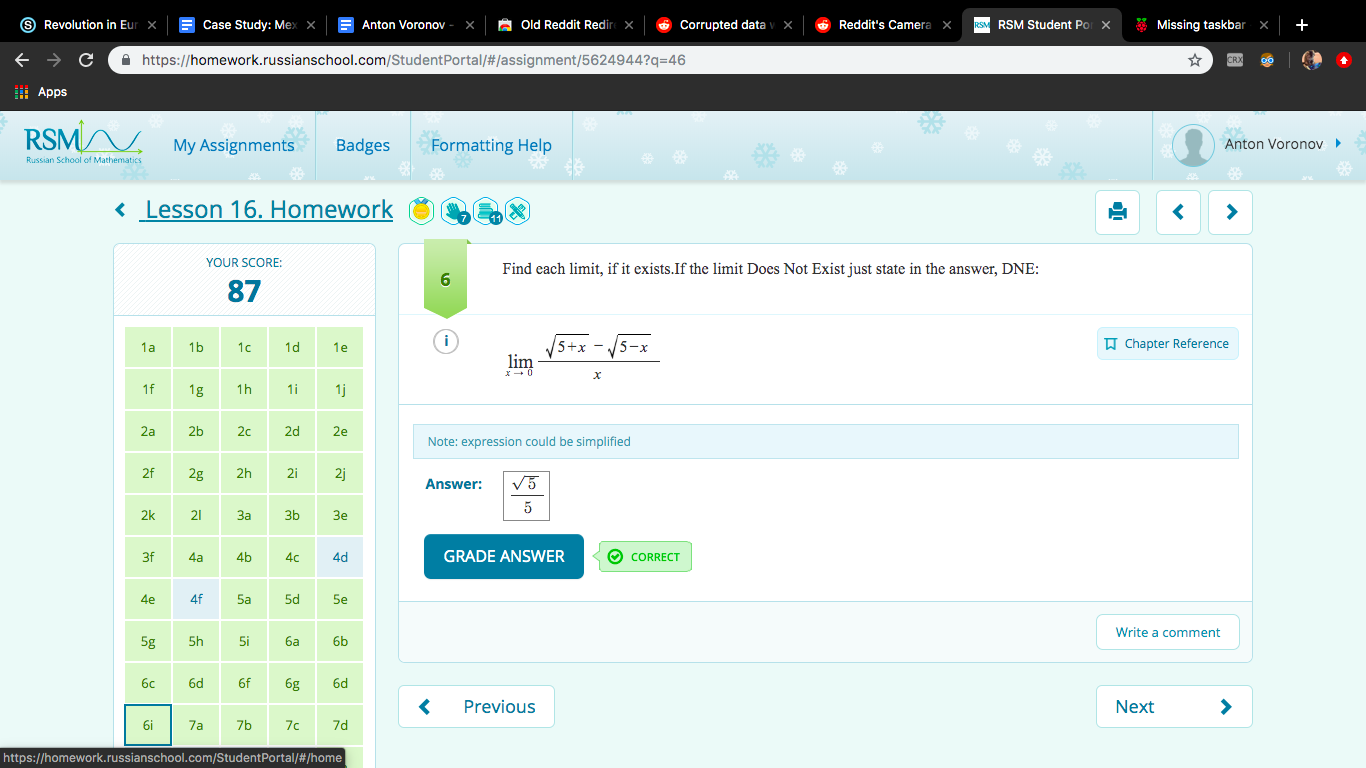 Revolution in Eur
Case Study: Mex
Anton Voronov -
Old Reddit Redir
Corrupted data
Reddit's Camera
RSM Student Po
Missing taskbar
https://homework.russianschool.com/StudentPortal/#/assignment/5624944?q=46
CRX
Apps
RSM
Russian School of Mathematics
My Assignments
Badges
Formatting Help
Anton Voronov
Lesson 16. Homework
7
11
YOUR SCORE:
87
1a 1b 1c 1d 1e
1f 1g 1h 1i 1j
2a 2b 2c 2d 2e
2f 2g 2h 2i 2j
2k 2l 3a 3b 3e
3f 4a 4b 4c 4d
4e 4f 5a 5d 5e
5g 5h 5i 6a 6b
6c 6d 6f 6g 6d
6i 7a 7b 7c 7d
6
Find each limit, if it exists.If the limit Does Not Exist just state in the answer, DNE:
i
lim x → 0 (√5+x − √5−x) / x
Chapter Reference
Note: expression could be simplified
Answer: √5 / 5
GRADE ANSWER
CORRECT
Write a comment
Previous
Next
https://homework.russianschool.com/StudentPortal/#/home